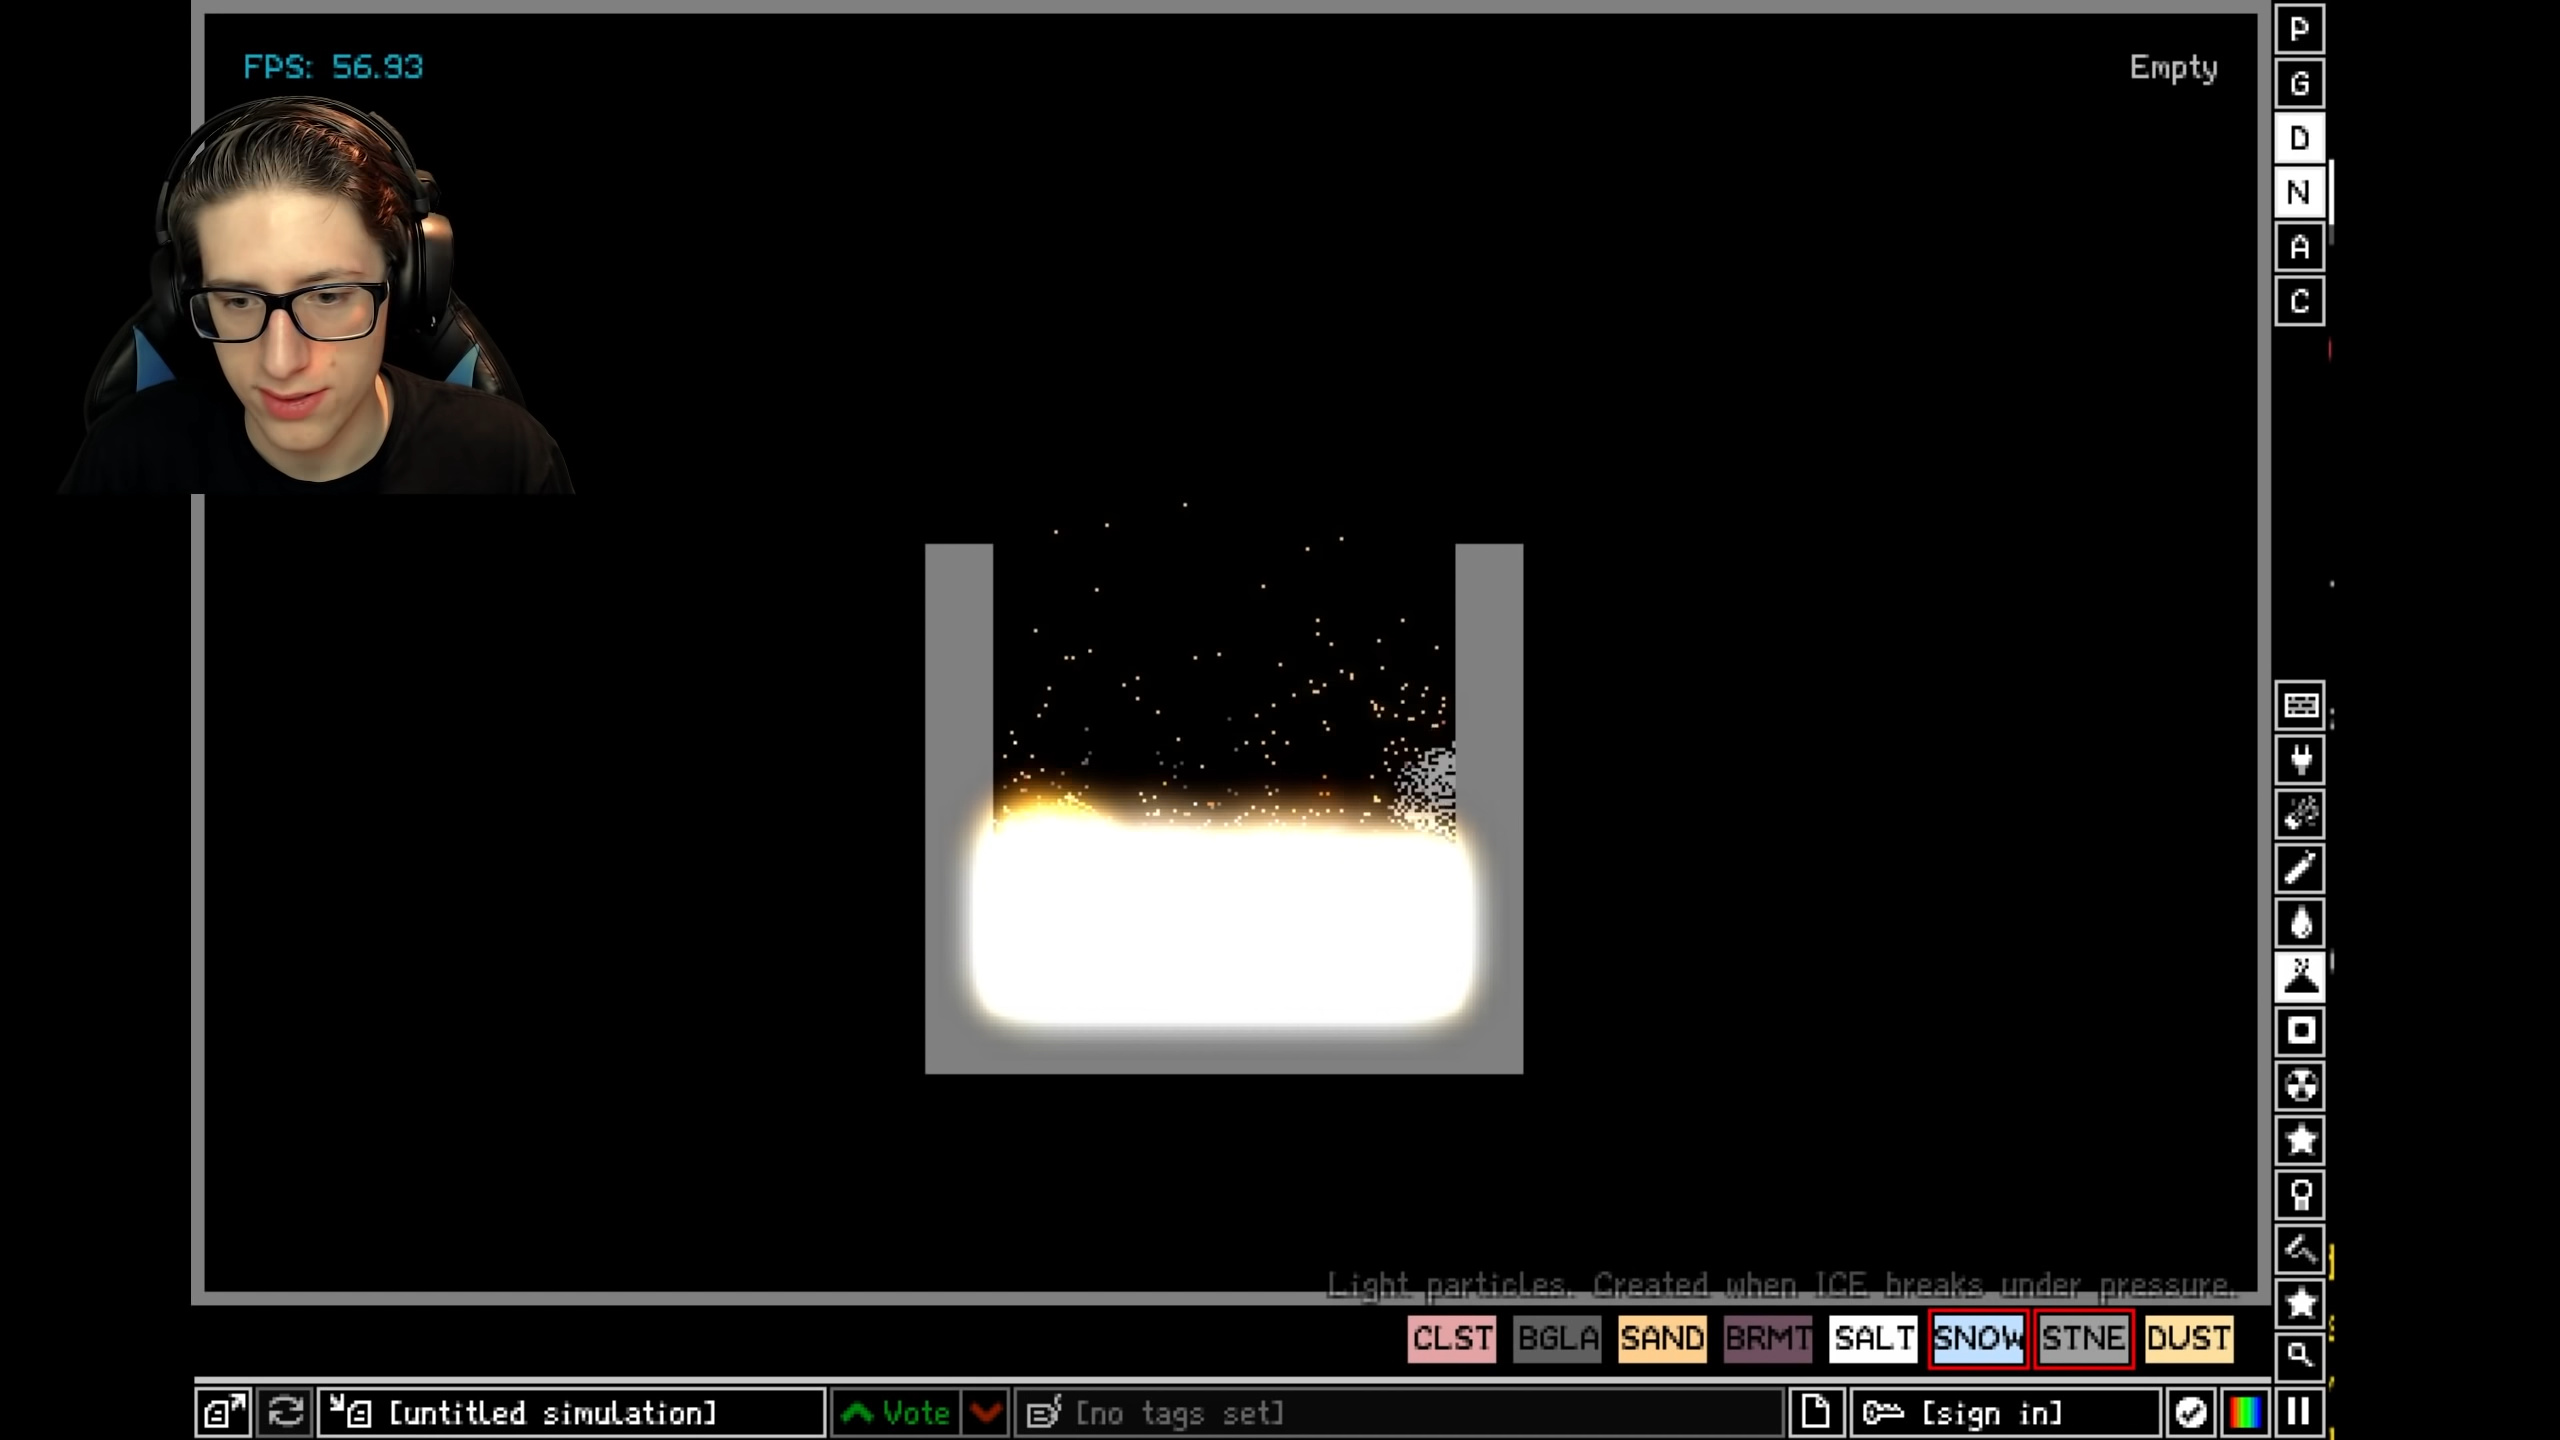 FPS: 56.93
Empty
P
G
D
N
A
C
Light particles. Created when ICE breaks under pressure.
CLST BGLA SAND BRMT SALT SNOW STNE DUST
[untitled simulation] Vote [no tags set] [sign in]